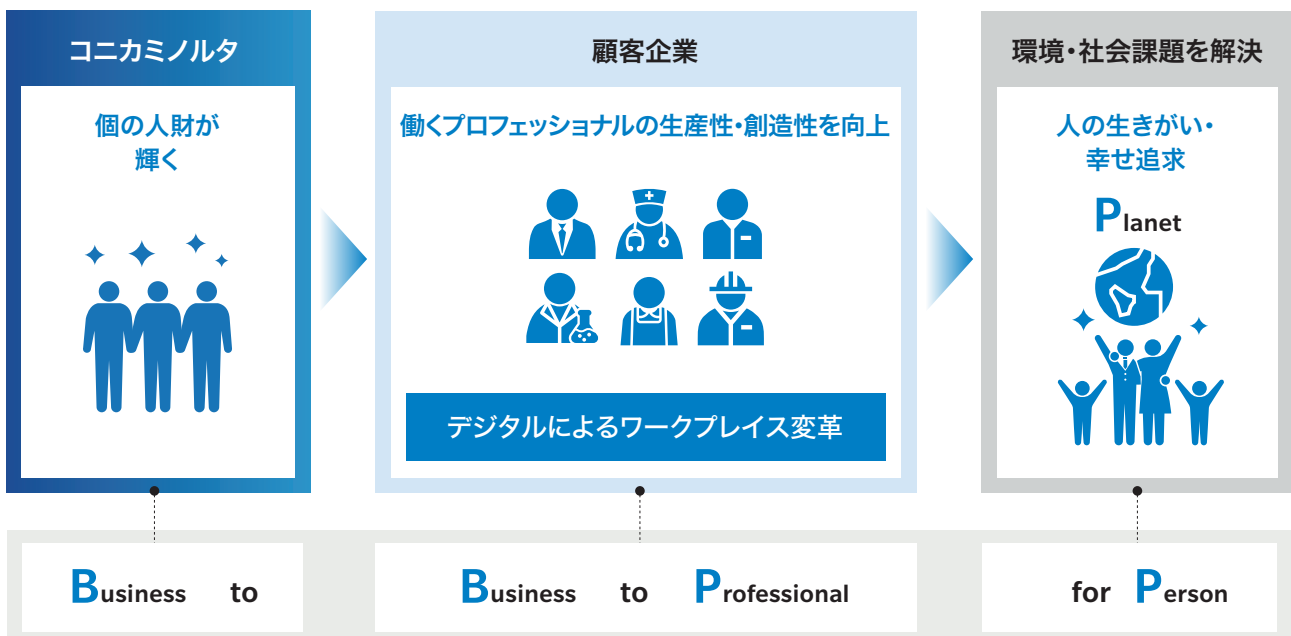 コニカミノルタ
個の人財が
輝く
顧客企業
働くプロフェッショナルの生産性・創造性を向上
デジタルによるワークプレイス変革
環境・社会課題を解決
人の生きがい・
幸せ追求
Planet
Business to
Business to Professional
for Person